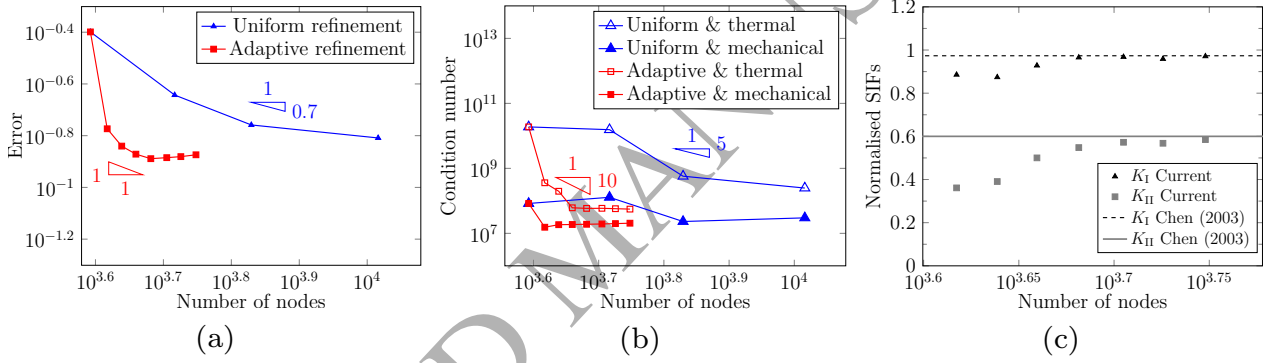 10^−0.4
10^−0.6
10^−0.8
10^−1
10^−1.2
Error
Uniform refinement
Adaptive refinement
1
0.7
1
1
10^3.6
10^3.7
10^3.8
10^3.9
10^4
Number of nodes
(a)
10^13
10^11
10^9
10^7
Condition number
Uniform & thermal
Uniform & mechanical
Adaptive & thermal
Adaptive & mechanical
1
5
1
10
10^3.6
10^3.7
10^3.8
10^3.9
10^4
Number of nodes
(b)
1.2
1
0.8
0.6
0.4
0.2
0
Normalised SIFs
K_I Current
K_II Current
K_I Chen (2003)
K_II Chen (2003)
10^3.6
10^3.65
10^3.7
10^3.75
Number of nodes
(c)